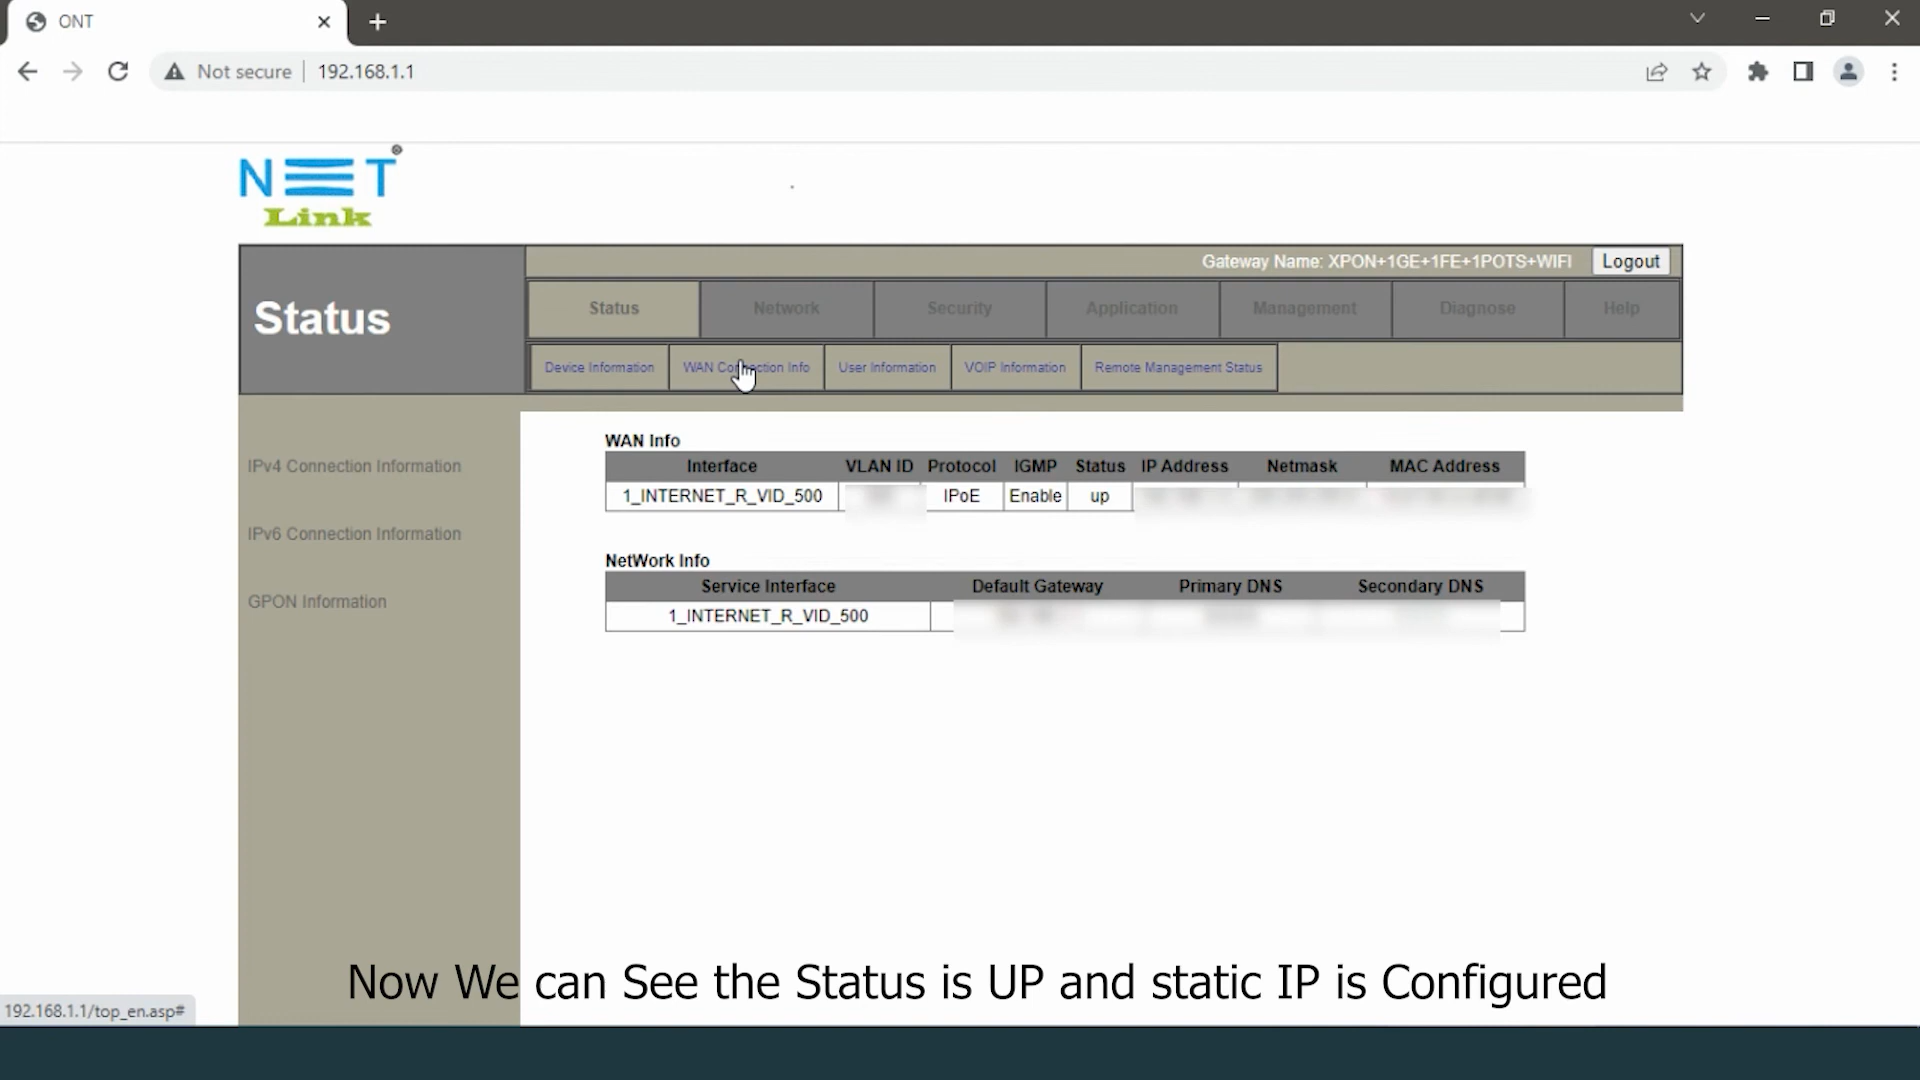 ONT
Not secure 192.168.1.1
NET
Link
Gateway Name: XPON+1GE+1FE+1POTS+WIFI Logout
Status
Status Network Security Application Management Diagnose Help
Device Information WAN Connection Info User Information VOIP Information Remote Management Status
IPv4 Connection Information
IPv6 Connection Information
GPON Information
WAN Info
Interface VLAN ID Protocol IGMP Status IP Address Netmask MAC Address
1_INTERNET_R_VID_500 IPoE Enable up
NetWork Info
Service Interface Default Gateway Primary DNS Secondary DNS
1_INTERNET_R_VID_500
Now We can See the Status is UP and static IP is Configured
192.168.1.1/top_en.asp#